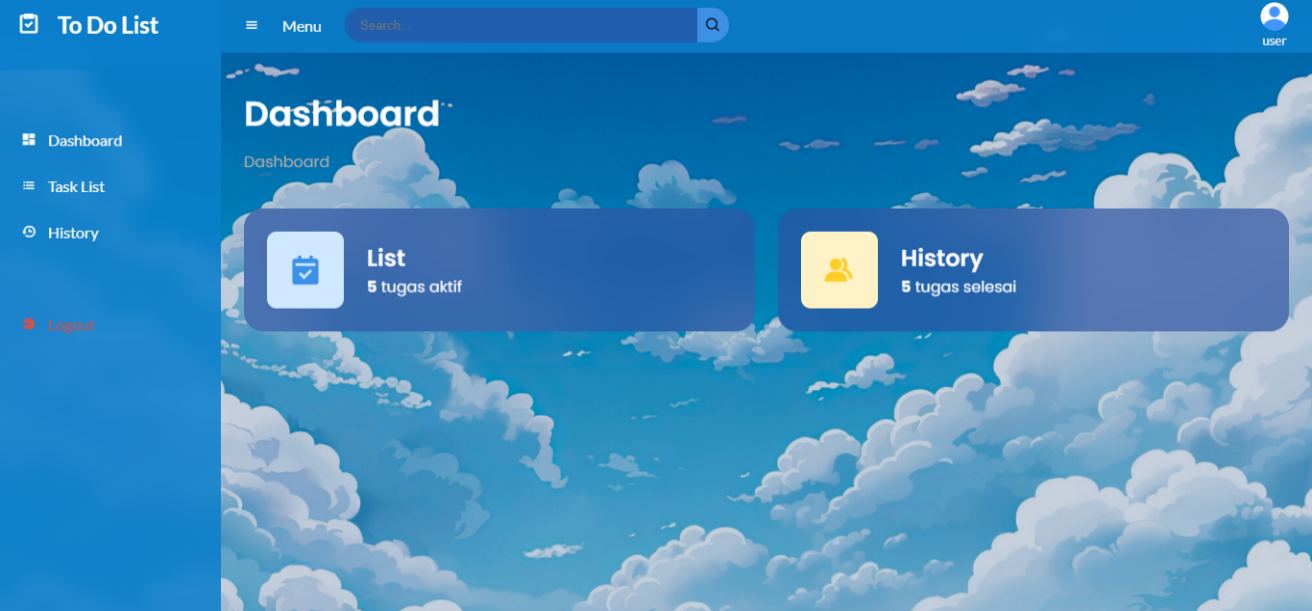 To Do List
Menu
Search...
user
Dashboard
Task List
History
Logout
Dashboard
Dashboard
List
5 tugas aktif
History
5 tugas selesai